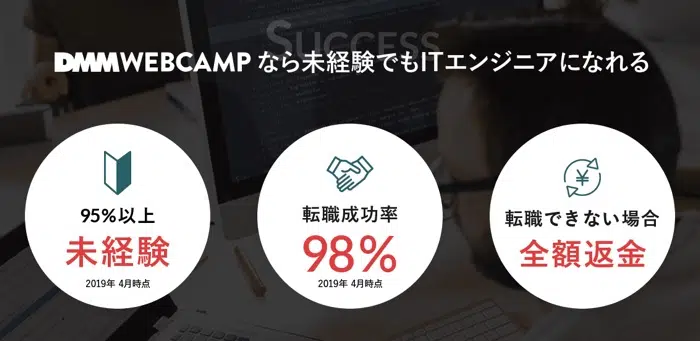 SUCCESS
DMM WEBCAMP なら未経験でもITエンジニアになれる
95%以上
未経験
2019年 4月時点
転職成功率
98%
2019年 4月時点
¥
転職できない場合
全額返金